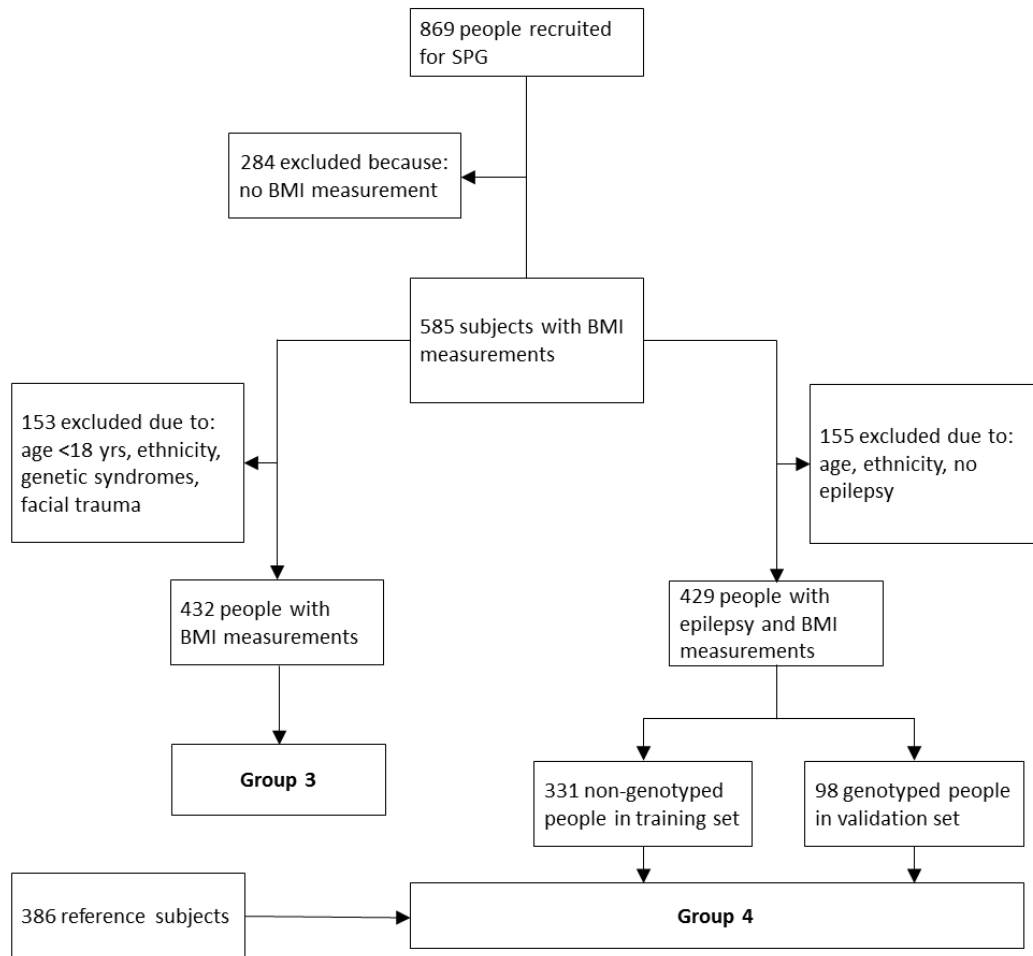 869 people recruited
for SPG
284 excluded because:
no BMI measurement
585 subjects with BMI
measurements
153 excluded due to:
age <18 yrs, ethnicity,
genetic syndromes,
facial trauma
155 excluded due to:
age, ethnicity, no
epilepsy
432 people with
BMI measurements
429 people with
epilepsy and BMI
measurements
Group 3
331 non-genotyped
people in training set
98 genotyped people
in validation set
386 reference subjects
Group 4